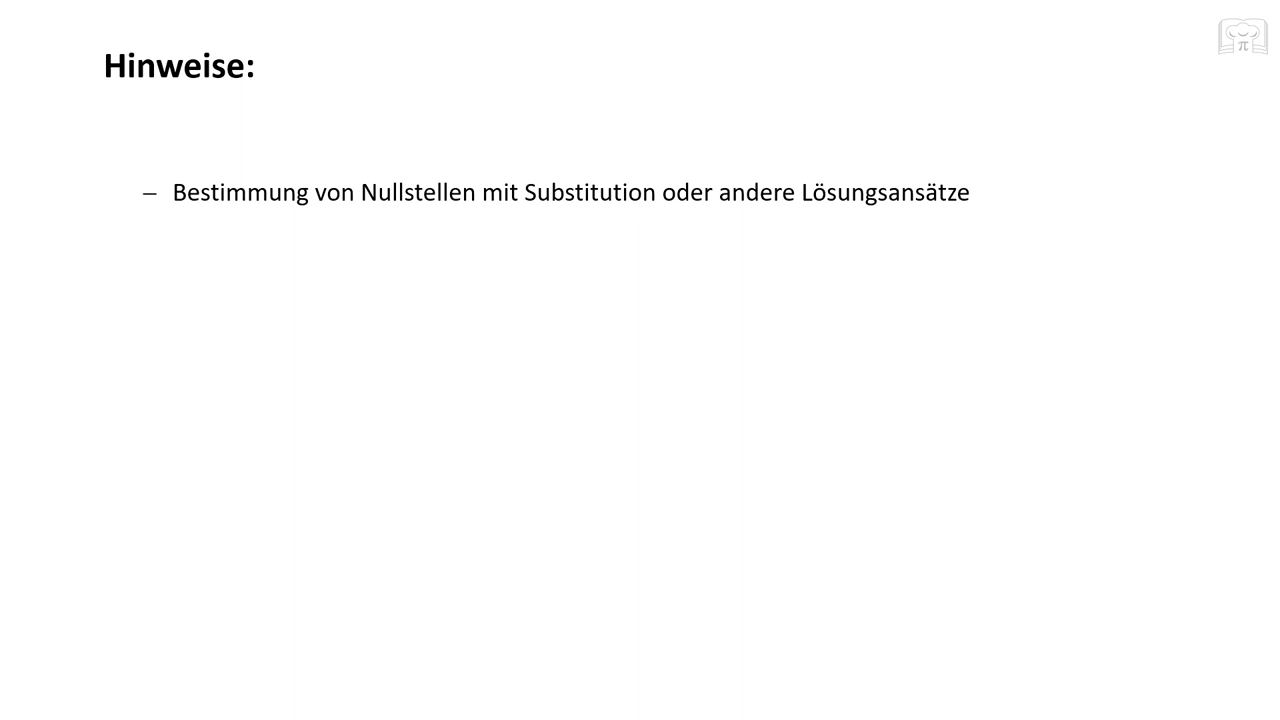 Hinweise:
– Bestimmung von Nullstellen mit Substitution oder andere Lösungsansätze
π